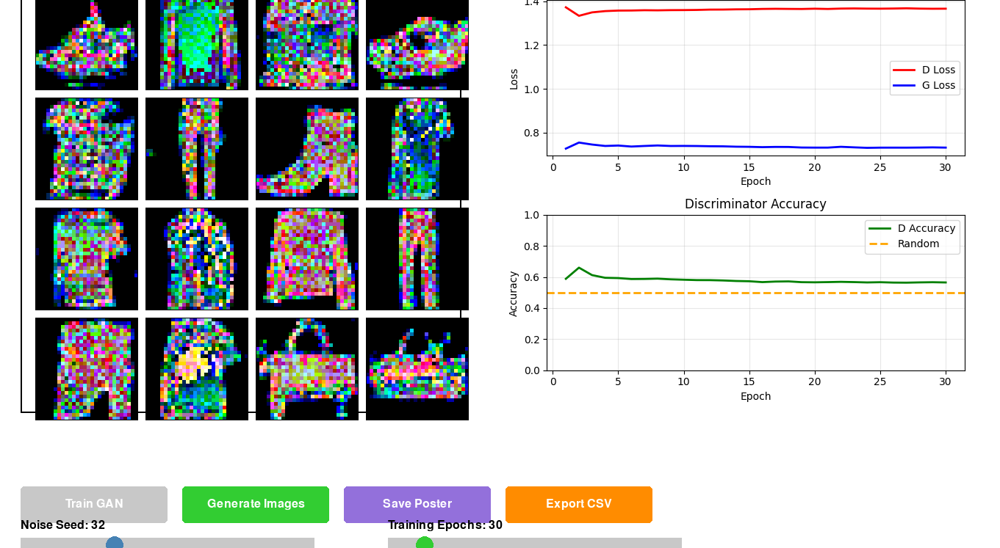 1.4
1.2
1.0
0.8
Loss
D Loss
G Loss
0 5 10 15 20 25 30
Epoch
Discriminator Accuracy
1.0
0.8
0.6
0.4
0.2
0.0
Accuracy
D Accuracy
Random
0 5 10 15 20 25 30
Epoch
Train GAN Generate Images Save Poster Export CSV
Noise Seed: 32 Training Epochs: 30